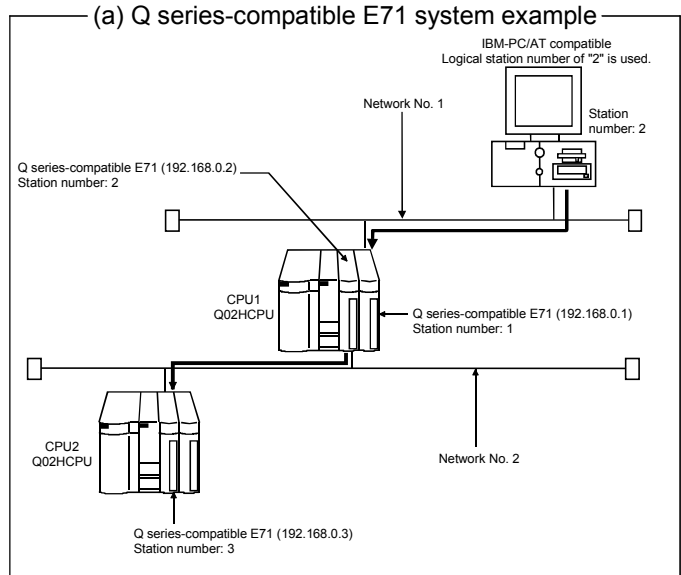 (a) Q series-compatible E71 system example
IBM-PC/AT compatible
Logical station number of "2" is used.
Network No. 1
Station
number: 2
Q series-compatible E71 (192.168.0.2)
Station number: 2
CPU1
Q02HCPU
Q series-compatible E71 (192.168.0.1)
Station number: 1
CPU2
Q02HCPU
Network No. 2
Q series-compatible E71 (192.168.0.3)
Station number: 3